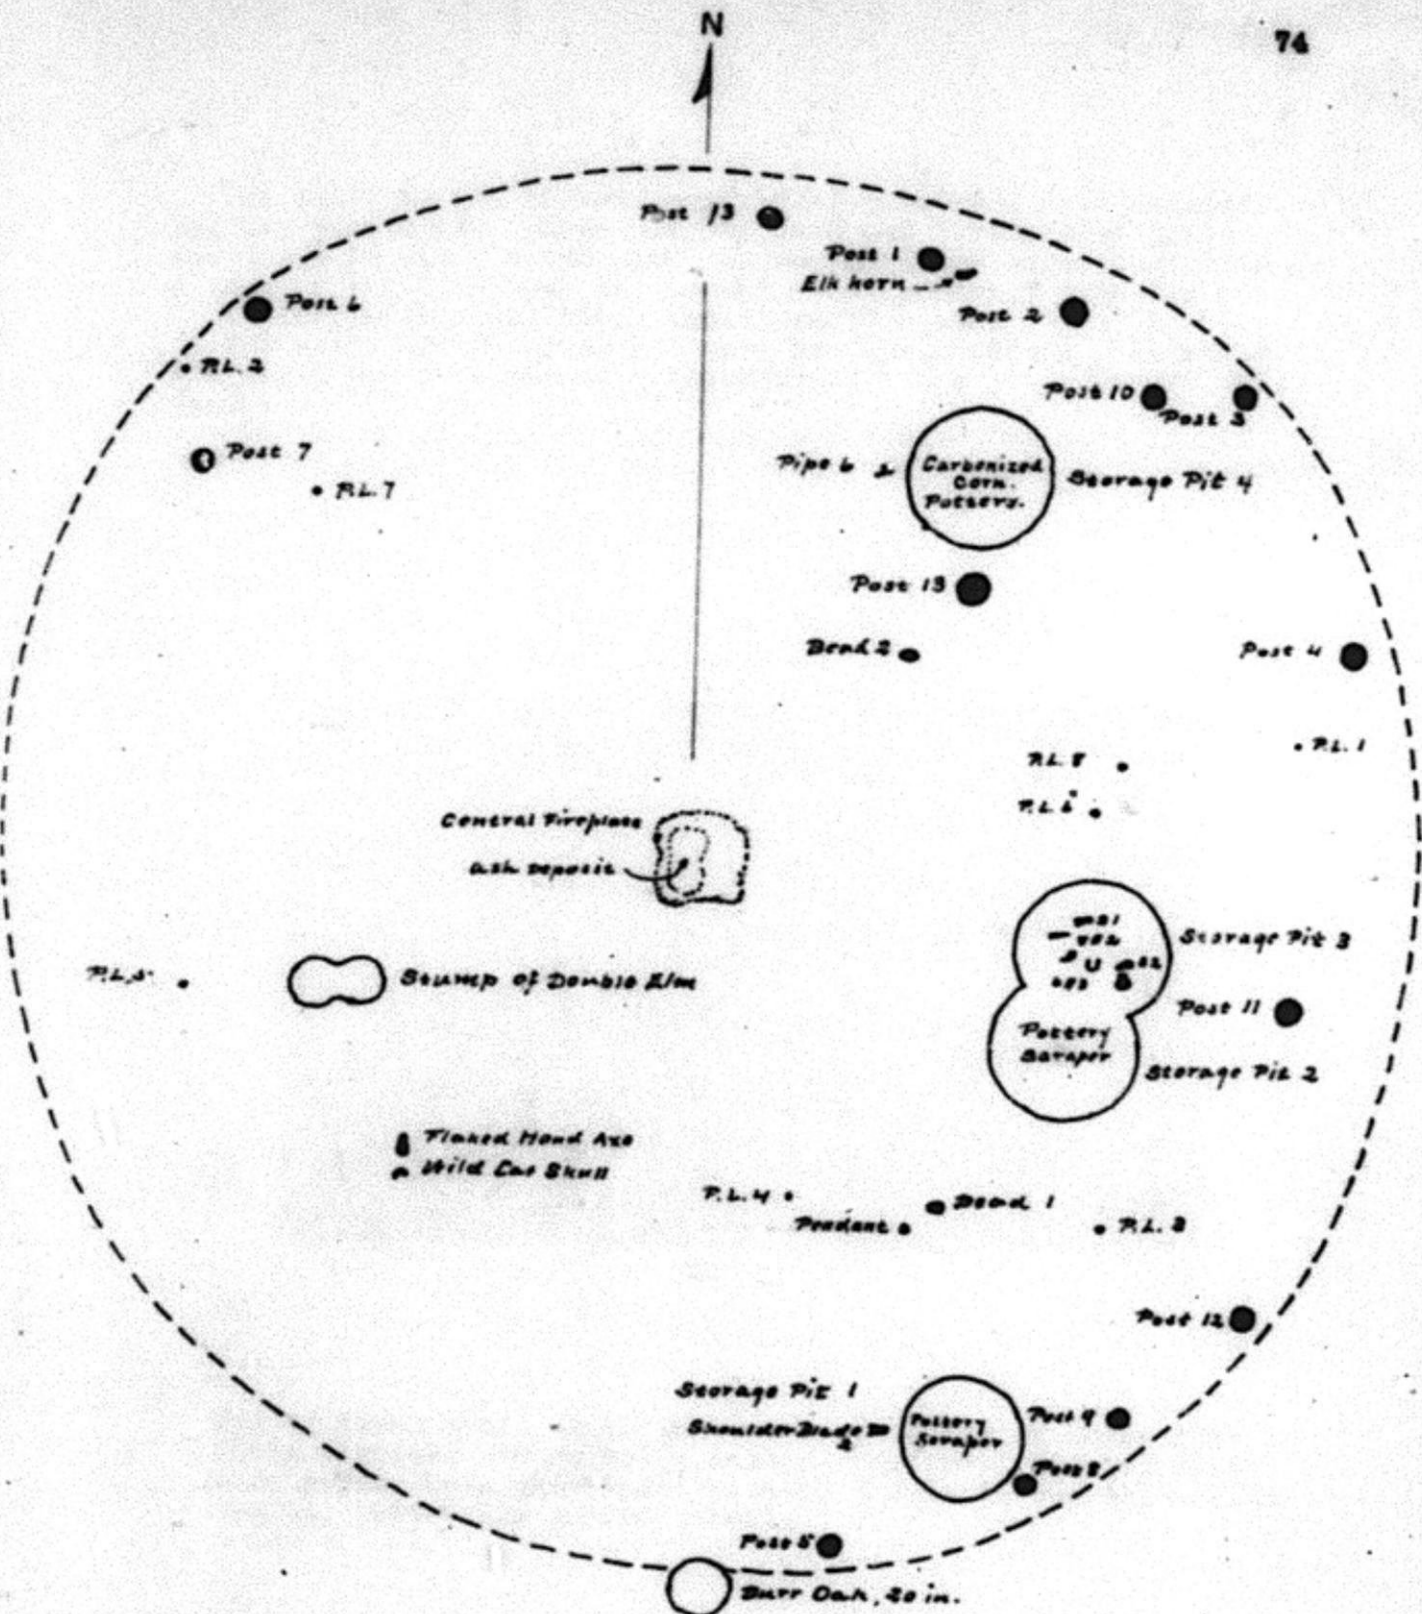 N
74
Post 13
Post 1
Elk horn
Post 2
Post 6
P.L. 2
Post 10
Post 3
Post 7
P.L. 7
Pipe 6
Carbonized
Corn.
Pottery.
Storage Pit 4
Post 13
Bead 2
Post 4
P.L. 1
P.L. 8
P.L. 6
Central Fireplace
Ash Deposit
Storage Pit 3
P.L. 5
Stump of Double Elm
Post 11
Pottery
Scraper
Storage Pit 2
Flaked Hand Axe
Wild Cat Skull
P.L. 4
Bead 1
Pendant
P.L. 3
Post 12
Storage Pit 1
Shoulder Blade
2
Pottery
Scraper
Post 9
Post 8
Post 5
Burr Oak, 20 in.